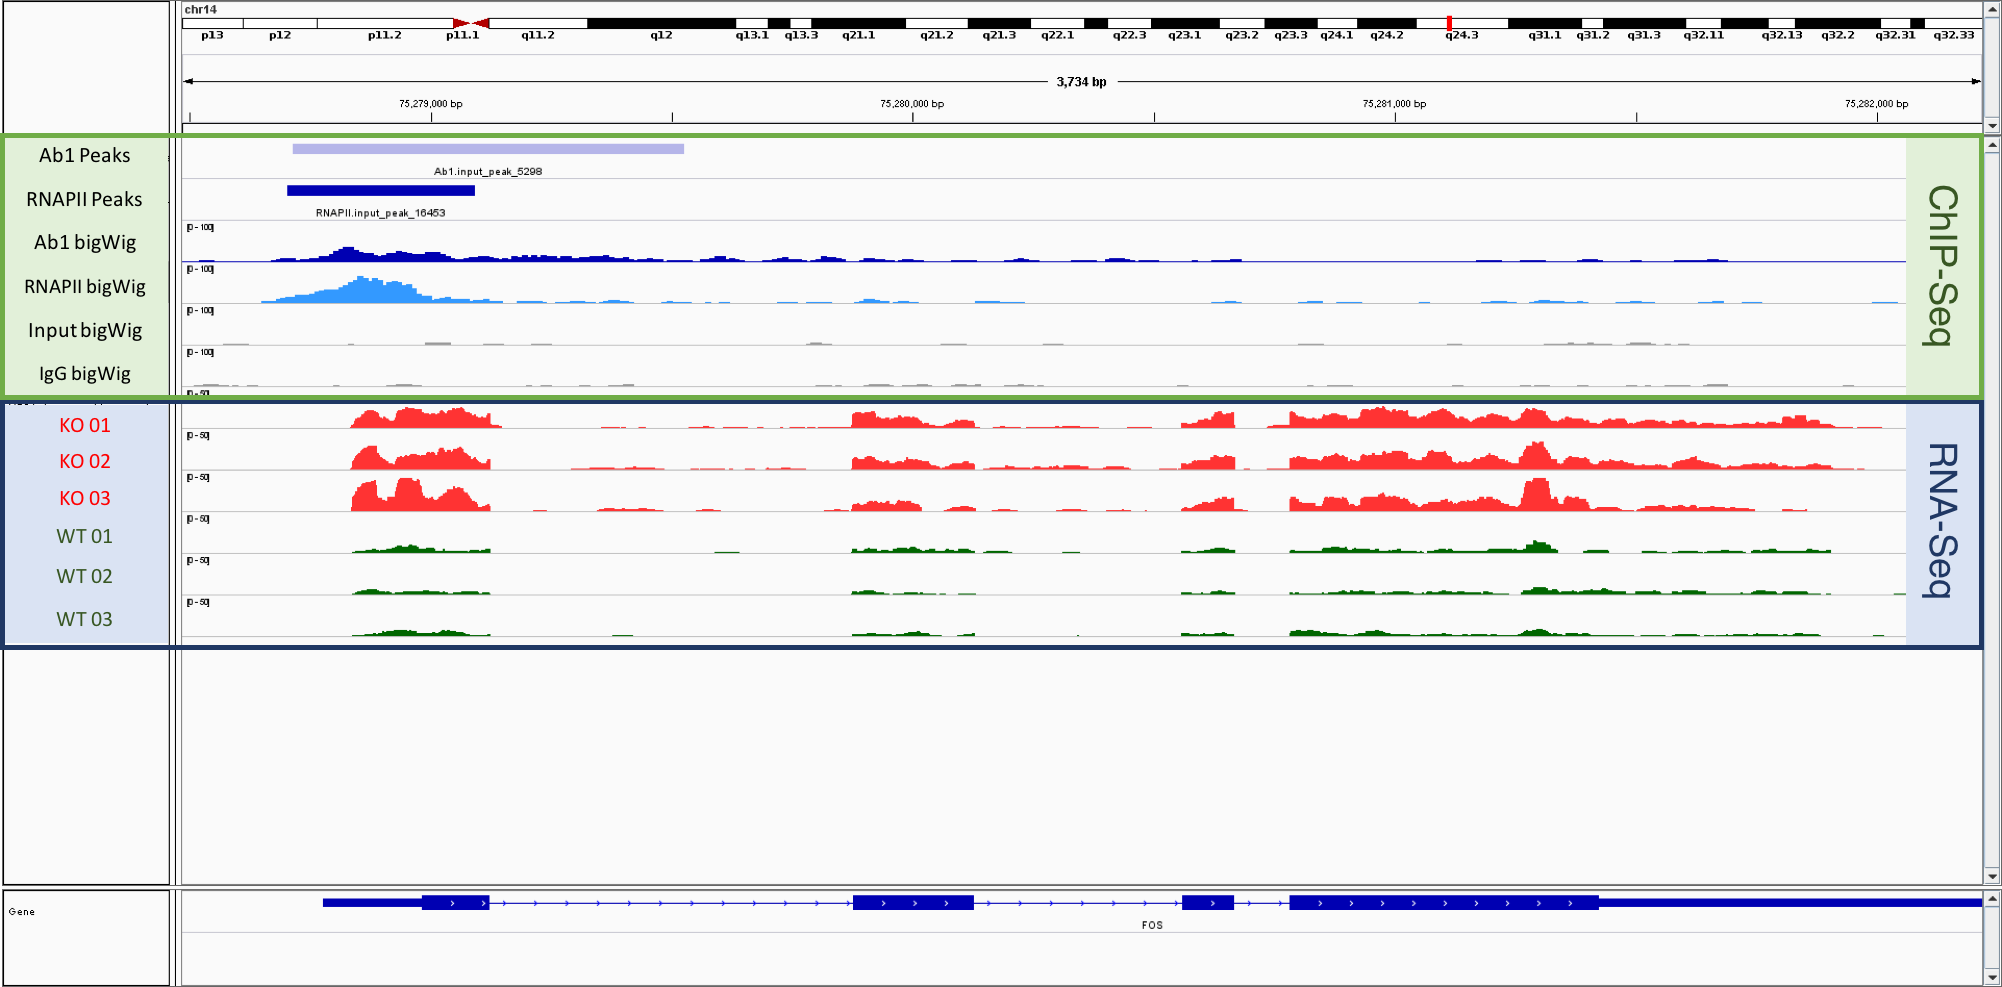 chr14
p13 p12 p11.2 p11.1 q11.2 q12 q13.1 q13.3 q21.1 q21.2 q21.3 q22.1 q22.3 q23.1 q23.2 q23.3 q24.1 q24.2 q24.3 q31.1 q31.2 q31.3 q32.11 q32.13 q32.2 q32.31 q32.33
3,734 bp
75,279,000 bp 75,280,000 bp 75,281,000 bp 75,282,000 bp
Ab1 Peaks
Ab1.input_peak_5298
RNAPII Peaks
RNAPII.input_peak_16453
[0 - 100]
Ab1 bigWig
[0 - 100]
RNAPII bigWig
[0 - 100]
Input bigWig
[0 - 100]
IgG bigWig
ChIP-Seq
KO 01
[0 - 50]
KO 02
[0 - 50]
KO 03
[0 - 50]
WT 01
[0 - 50]
WT 02
[0 - 50]
WT 03
RNA-Seq
Gene
FOS